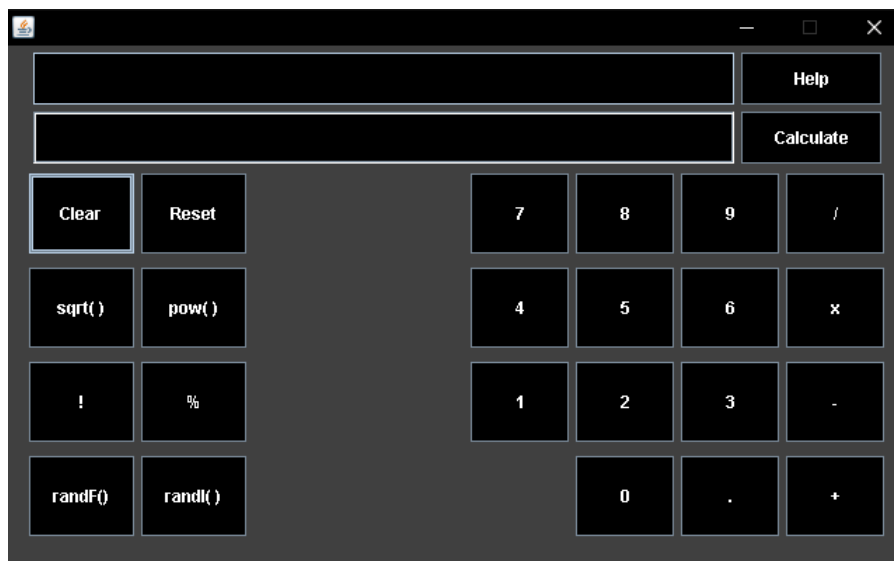 Help
Calculate
Clear Reset 7 8 9 /
sqrt( ) pow( ) 4 5 6 x
! % 1 2 3 -
randF() randI( ) 0 . +